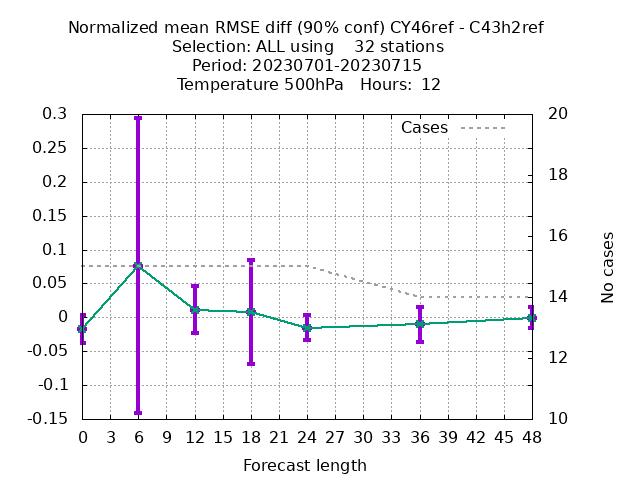 Normalized mean RMSE diff (90% conf) CY46ref - C43h2ref
Selection: ALL using    32 stations
Period: 20230701-20230715
Temperature 500hPa   Hours:  12
Cases
0.3
0.25
0.2
0.15
0.1
0.05
0
-0.05
-0.1
-0.15
20
18
16
14
12
10
No cases
0 3 6 9 12 15 18 21 24 27 30 33 36 39 42 45 48
Forecast length